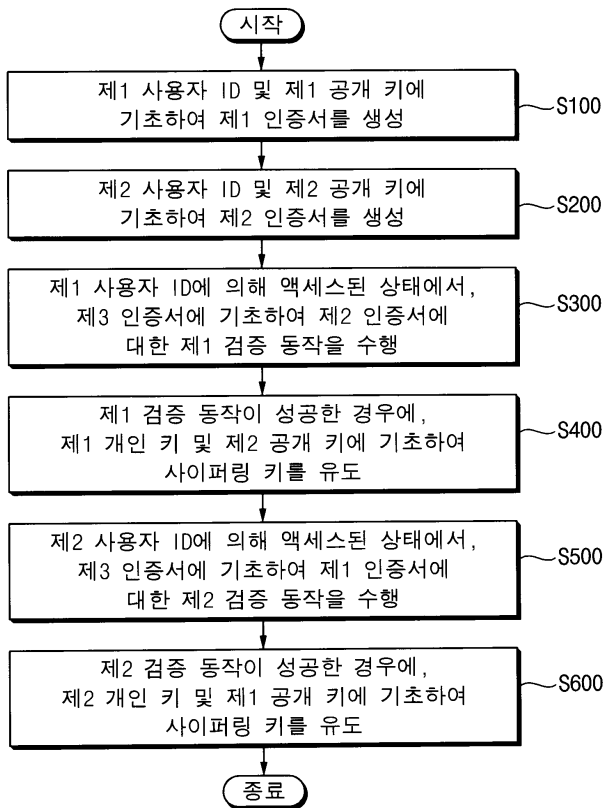 시작
제1 사용자 ID 및 제1 공개 키에
기초하여 제1 인증서를 생성
S100
제2 사용자 ID 및 제2 공개 키에
기초하여 제2 인증서를 생성
S200
제1 사용자 ID에 의해 액세스된 상태에서,
제3 인증서에 기초하여 제2 인증서에
대한 제1 검증 동작을 수행
S300
제1 검증 동작이 성공한 경우에,
제1 개인 키 및 제2 공개 키에 기초하여
사이퍼링 키를 유도
S400
제2 사용자 ID에 의해 액세스된 상태에서,
제3 인증서에 기초하여 제1 인증서에
대한 제2 검증 동작을 수행
S500
제2 검증 동작이 성공한 경우에,
제2 개인 키 및 제1 공개 키에 기초하여
사이퍼링 키를 유도
S600
종료